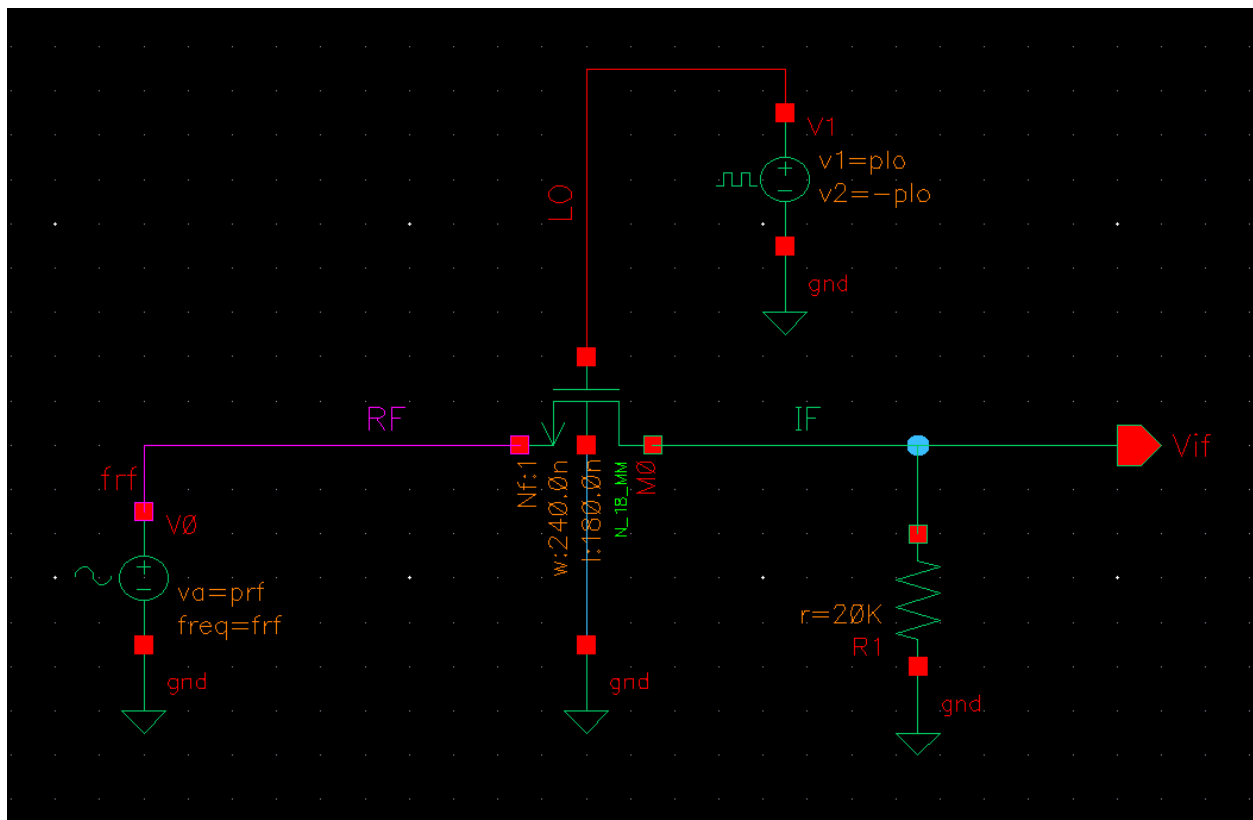 V1
v1=plo
v2=-plo
LO
gnd
RF
IF
Vif
frf
Nf:1
w:240.0n
l:180.0n
N_18_MM
M0
V0
va=prf
freq=frf
r=20K
R1
gnd
gnd
gnd